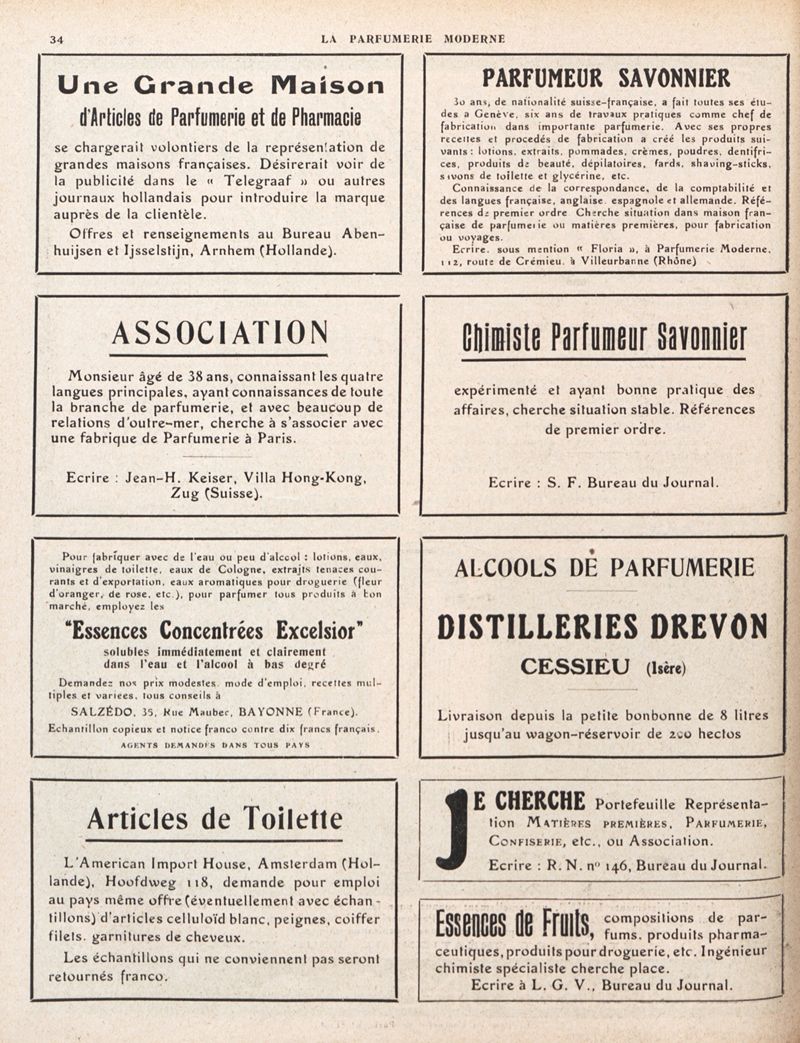 34
LA PARFUMERIE MODERNE
Une Grande Maison
d'Articles de Parfumerie et de Pharmacie
se chargerait volontiers de la représentation de
grandes maisons françaises. Désirerait voir de
la publicité dans le « Telegraaf » ou autres
journaux hollandais pour introduire la marque
auprès de la clientèle.
Offres et renseignements au Bureau Aben-
huijsen et Ijsselstijn, Arnhem (Hollande).
PARFUMEUR SAVONNIER
30 ans, de nationalité suisse-française, a fait toutes ses étu-
des a Genève, six ans de travaux pratiques comme chef de
fabrication dans importante parfumerie. Avec ses propres
recettes et procédés de fabrication a créé les produits sui-
vants : lotions, extraits, pommades, crèmes, poudres, dentifri-
ces, produits de beauté, dépilatoires, fards, shaving-sticks,
savons de toilette et glycérine, etc.
Connaissance de la correspondance, de la comptabilité et
des langues française, anglaise, espagnole et allemande. Réfé-
rences de premier ordre Cherche situation dans maison fran-
çaise de parfumerie ou matières premières, pour fabrication
ou voyages.
Ecrire, sous mention « Floria », à Parfumerie Moderne,
112, route de Crémieu, à Villeurbanne (Rhône)
ASSOCIATION
Monsieur âgé de 38 ans, connaissant les quatre
langues principales, ayant connaissances de toute
la branche de parfumerie, et avec beaucoup de
relations d'outre-mer, cherche à s'associer avec
une fabrique de Parfumerie à Paris.
Ecrire : Jean-H. Keiser, Villa Hong-Kong,
Zug (Suisse).
Chimiste Parfumeur Savonnier
expérimenté et ayant bonne pratique des
affaires, cherche situation stable. Références
de premier ordre.
Ecrire : S. F. Bureau du Journal.
Pour fabriquer avec de l'eau ou peu d'alcool : lotions, eaux,
vinaigres de toilette, eaux de Cologne, extraits tenaces cou-
rants et d'exportation, eaux aromatiques pour droguerie (fleur
d'oranger, de rose, etc.), pour parfumer tous produits à bon
marché, employez les
"Essences Concentrées Excelsior"
solubles immédiatement et clairement
dans l'eau et l'alcool à bas degré
Demandez nos prix modestes, mode d'emploi, recettes mul-
tiples et variees, tous conseils à
SALZÉDO, 35, Rue Maubec, BAYONNE (France).
Echantillon copieux et notice franco contre dix francs français.
AGENTS DEMANDES DANS TOUS PAYS
ALCOOLS DE PARFUMERIE
DISTILLERIES DREVON
CESSIEU (Isère)
Livraison depuis la petite bonbonne de 8 litres
jusqu'au wagon-réservoir de 200 hectos
Articles de Toilette
L'American Import House, Amsterdam (Hol-
lande), Hoofdweg 118, demande pour emploi
au pays même offre (éventuellement avec échan-
tillons) d'articles celluloïd blanc, peignes, coiffer
filets, garnitures de cheveux.
Les échantillons qui ne conviennent pas seront
retournés franco.
JE CHERCHE Portefeuille Représenta-
tion MATIÈRES PREMIÈRES, PARFUMERIE,
CONFISERIE, etc., ou Association.
Ecrire : R. N. nº 146, Bureau du Journal.
Essences de Fruits, compositions de par-
fums, produits pharma-
ceutiques, produits pour droguerie, etc. Ingénieur
chimiste spécialiste cherche place.
Ecrire à L. G. V., Bureau du Journal.